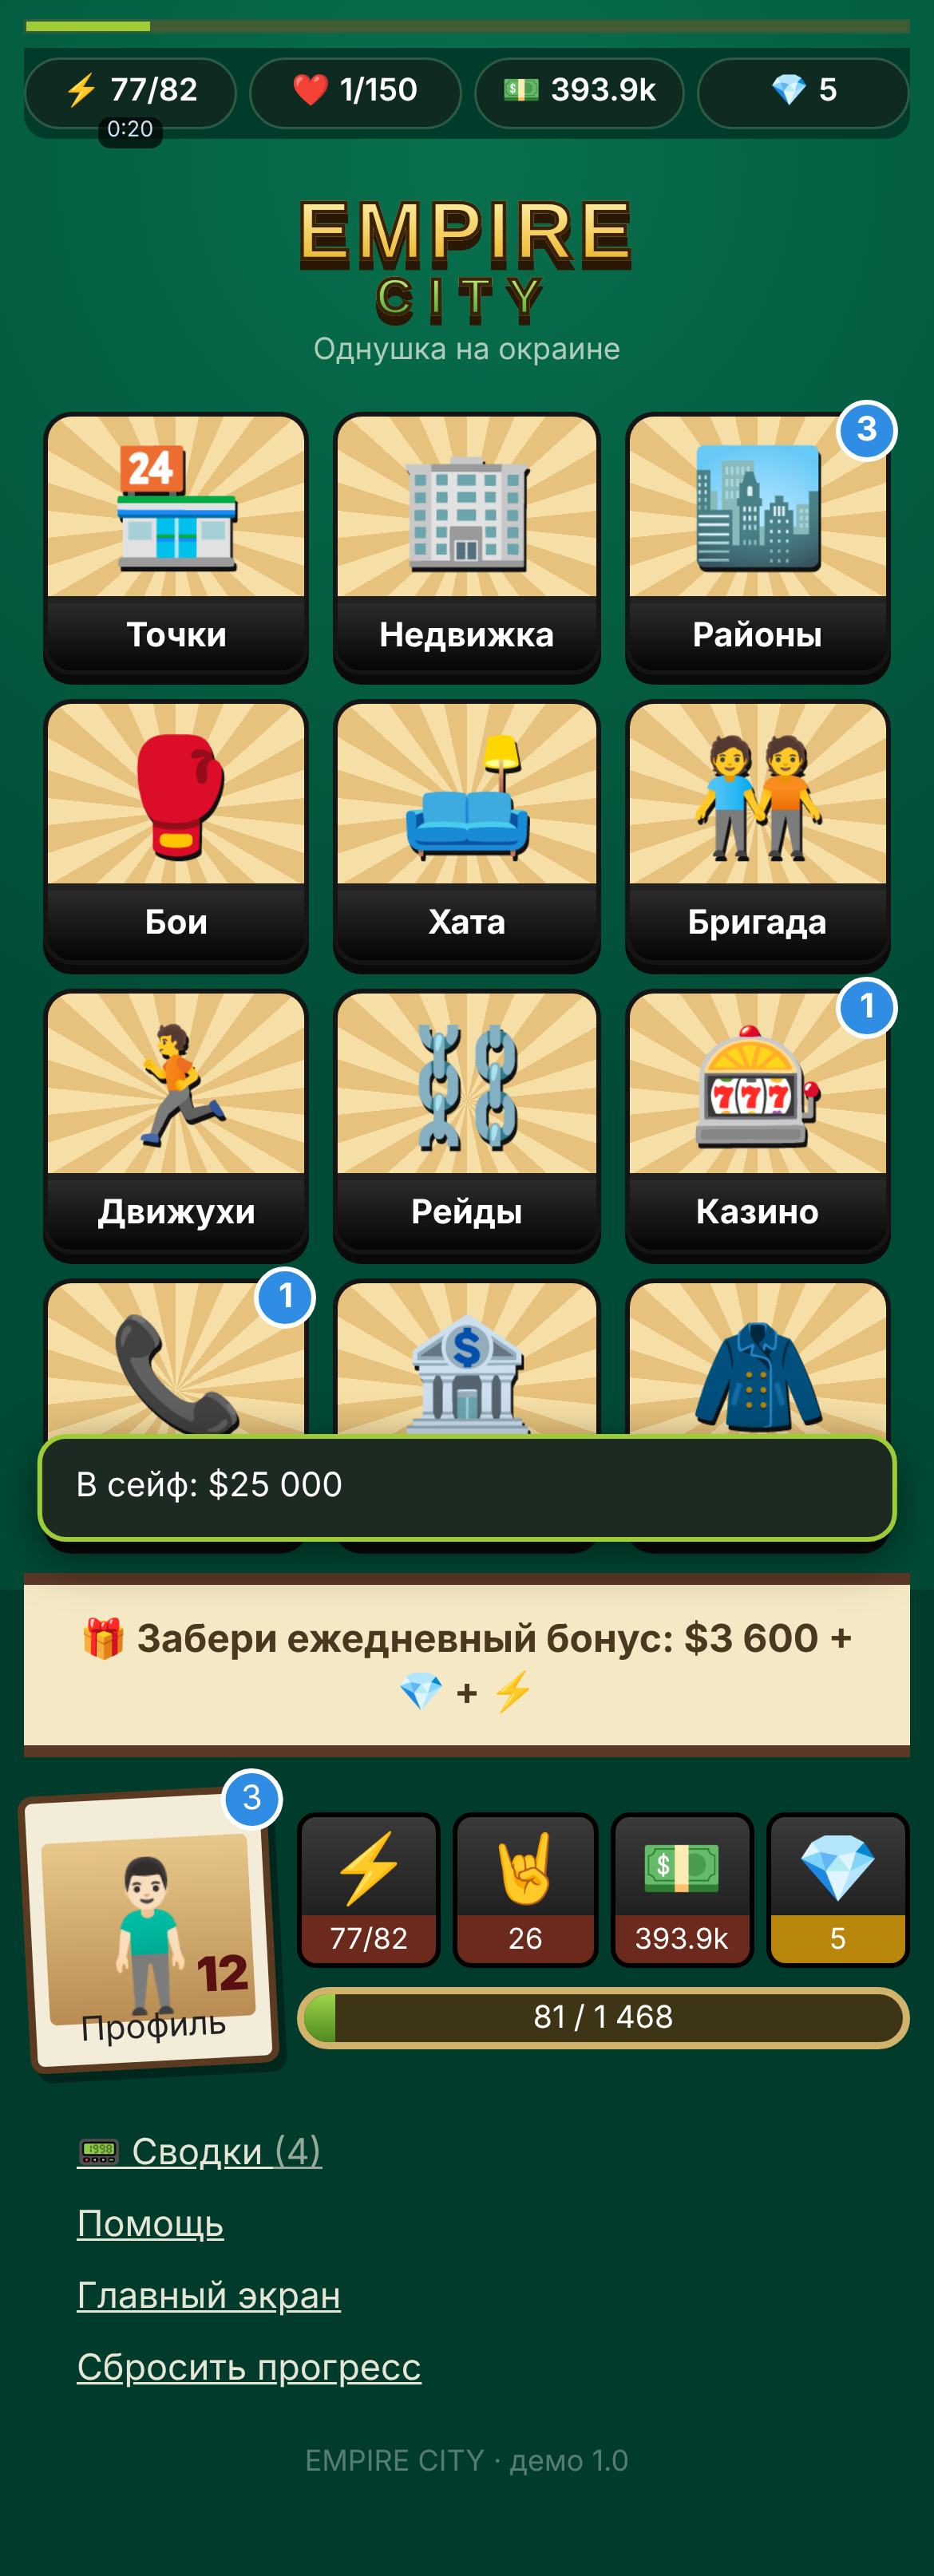 77/82
1/150
393.9k
5
0:20
EMPIRE
CITY
Однушка на окраине
3
24
Точки
Недвижка
Районы
Бои
Хата
Бригада
1
777
Движухи
Рейды
Казино
1
$
В сейф: $25 000
Забери ежедневный бонус: $3 600 +
+
3
12
Профиль
77/82
26
393.9k
5
81 / 1 468
1998
Сводки (4)
Помощь
Главный экран
Сбросить прогресс
EMPIRE CITY · демо 1.0